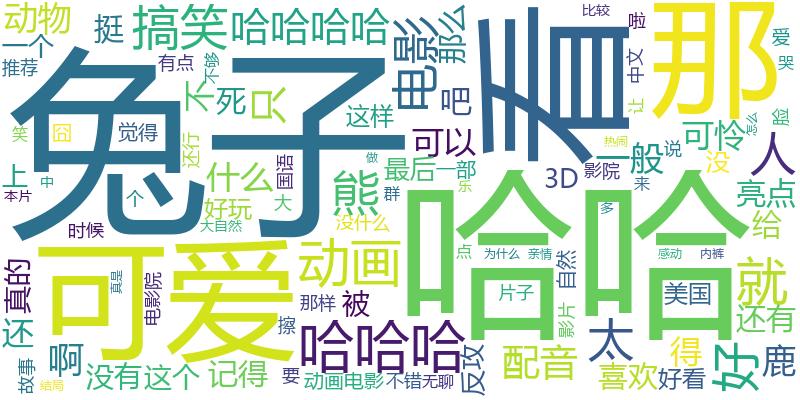 动物
挺
搞笑
哈哈哈哈
电影
那么
看
那
比较
啦
一个
推荐
有点
不够
不
死
只
吧
中文
爱
哭
让
兔子
笑
囧
觉得
还行
这样
可以
一般
说
可怜
脸
怎么
热闹
没
人
上
本片
中
个
什么
好玩
国语
大
熊
做
最后
一部
群
乐
3D
影院
来
亮点
给
时候
大自然
没什么
哈哈
多
真的
可爱
动画
点
为什么
亲情
自然
感动
内裤
就
真是
电影院
那样
被
片子
美国
还有
还
啊
擦
哈哈哈
影片
太
得
好
鹿
故事
结局
没有
这个
记得
要
动画电影
不错
无聊
反攻
配音
喜欢
好看